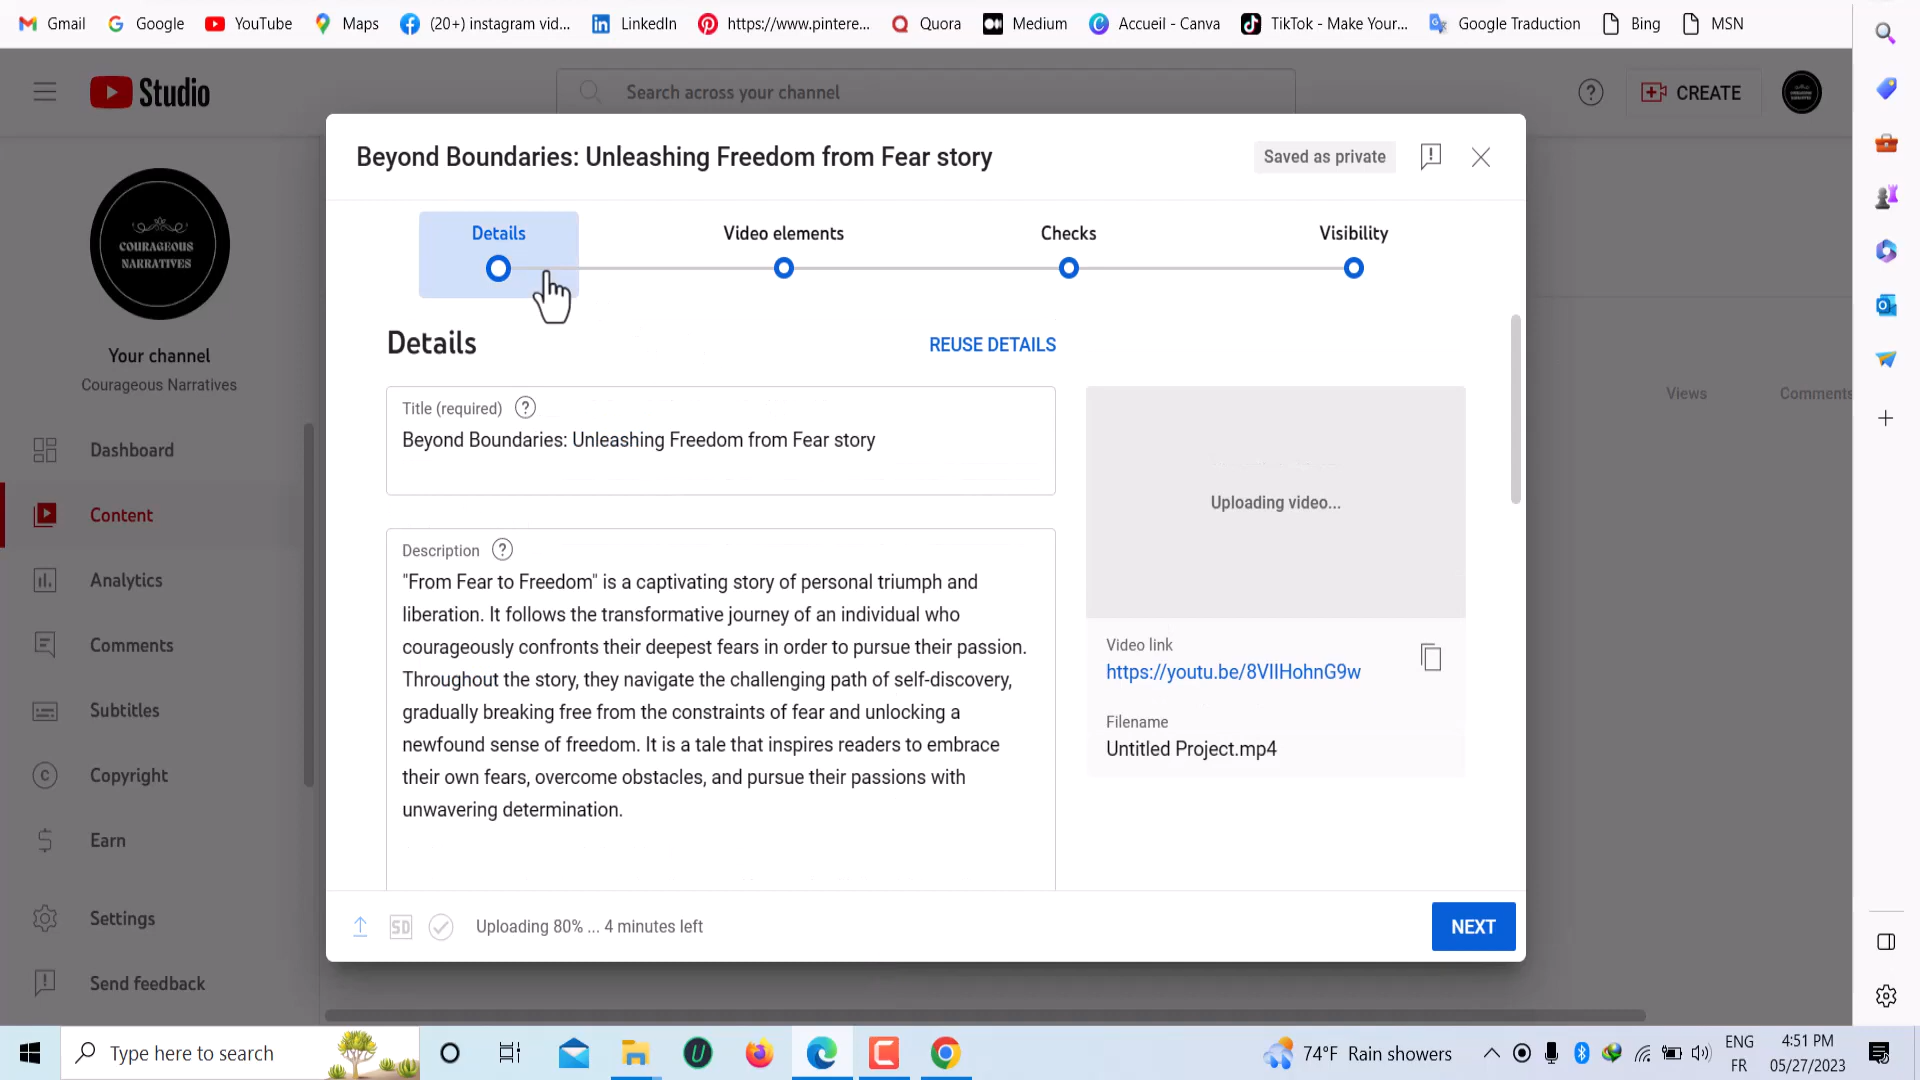 Gmail
Google
YouTube
Maps
(20+) instagram vid...
LinkedIn
https://www.pintere...
Quora
Medium
Accueil - Canva
TikTok - Make Your...
Google Traduction
Bing
MSN
Studio
Search across your channel
CREATE
Beyond Boundaries: Unleashing Freedom from Fear story
Saved as private
Details
Video elements
Checks
Visibility
COURAGEOUS
NARRATIVES
Your channel
Courageous Narratives
Dashboard
Content
Analytics
Comments
Subtitles
Copyright
Earn
Settings
Send feedback
Details
REUSE DETAILS
Title (required)
Beyond Boundaries: Unleashing Freedom from Fear story
Description
"From Fear to Freedom" is a captivating story of personal triumph and
liberation. It follows the transformative journey of an individual who
courageously confronts their deepest fears in order to pursue their passion.
Throughout the story, they navigate the challenging path of self-discovery,
gradually breaking free from the constraints of fear and unlocking a
newfound sense of freedom. It is a tale that inspires readers to embrace
their own fears, overcome obstacles, and pursue their passions with
unwavering determination.
Uploading video...
Video link
https://youtu.be/8VIIHohnG9w
Filename
Untitled Project.mp4
Views
Comments
SD
Uploading 80% ... 4 minutes left
NEXT
Type here to search
74°F Rain showers
ENG
FR
4:51 PM
05/27/2023